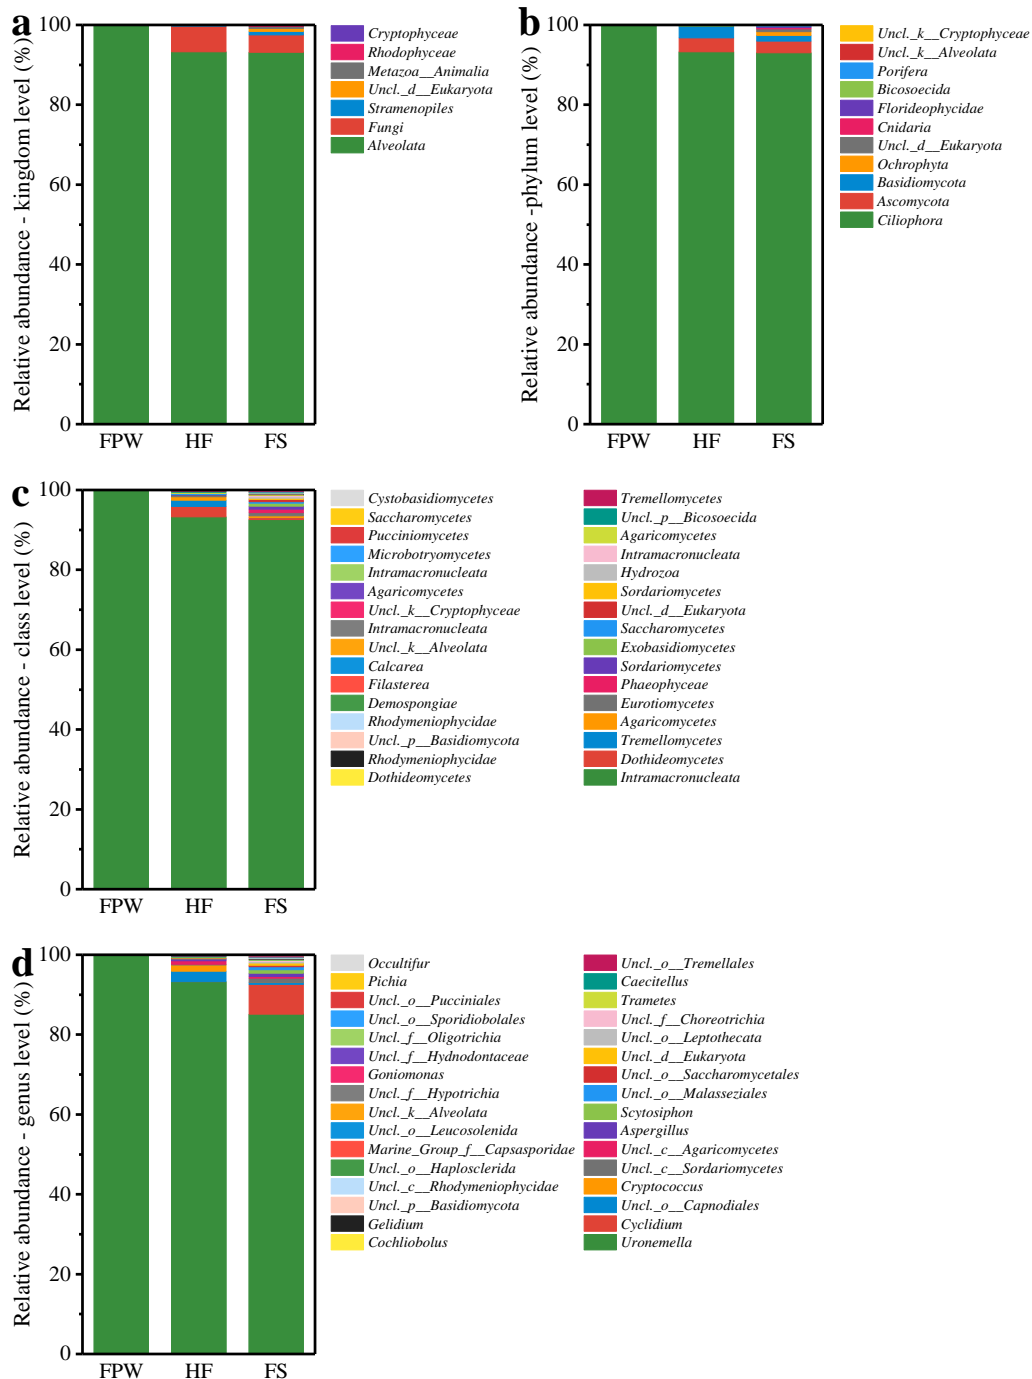 a
Relative abundance - kingdom level (%)
100
80
60
40
20
0
FPW HF FS
Cryptophyceae
Rhodophyceae
Metazoa__Animalia
Uncl._d__Eukaryota
Stramenopiles
Fungi
Alveolata
b
Relative abundance -phylum level (%)
100
80
60
40
20
0
FPW HF FS
Uncl._k__Cryptophyceae
Uncl._k__Alveolata
Porifera
Bicosoecida
Florideophycidae
Cnidaria
Uncl._d__Eukaryota
Ochrophyta
Basidiomycota
Ascomycota
Ciliophora
c
Relative abundance - class level (%)
100
80
60
40
20
0
FPW HF FS
Cystobasidiomycetes
Saccharomycetes
Pucciniomycetes
Microbotryomycetes
Intramacronucleata
Agaricomycetes
Uncl._k__Cryptophyceae
Intramacronucleata
Uncl._k__Alveolata
Calcarea
Filasterea
Demospongiae
Rhodymeniophycidae
Uncl._p__Basidiomycota
Rhodymeniophycidae
Dothideomycetes
Tremellomycetes
Uncl._p__Bicosoecida
Agaricomycetes
Intramacronucleata
Hydrozoa
Sordariomycetes
Uncl._d__Eukaryota
Saccharomycetes
Exobasidiomycetes
Sordariomycetes
Phaeophyceae
Eurotiomycetes
Agaricomycetes
Tremellomycetes
Dothideomycetes
Intramacronucleata
d
Relative abundance - genus level (%)
100
80
60
40
20
0
FPW HF FS
Occultifur
Pichia
Uncl._o__Pucciniales
Uncl._o__Sporidiobolales
Uncl._f__Oligotrichia
Uncl._f__Hydnodontaceae
Goniomonas
Uncl._f__Hypotrichia
Uncl._k__Alveolata
Uncl._o__Leucosolenida
Marine_Group_f__Capsasporidae
Uncl._o__Haplosclerida
Uncl._c__Rhodymeniophycidae
Uncl._p__Basidiomycota
Gelidium
Cochliobolus
Uncl._o__Tremellales
Caecitellus
Trametes
Uncl._f__Choreotrichia
Uncl._o__Leptothecata
Uncl._d__Eukaryota
Uncl._o__Saccharomycetales
Uncl._o__Malasseziales
Scytosiphon
Aspergillus
Uncl._c__Agaricomycetes
Uncl._c__Sordariomycetes
Cryptococcus
Uncl._o__Capnodiales
Cyclidium
Uronemella